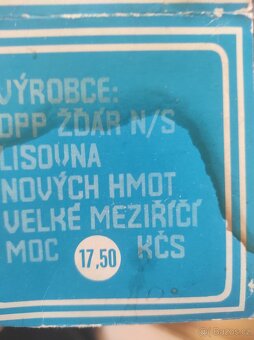 VÝROBCE:
OPP ŽĎÁR N/S
LISOVNA
NOVÝCH HMOT
VELKÉ MEZIŘÍČÍ
MOC 17,50 KČS